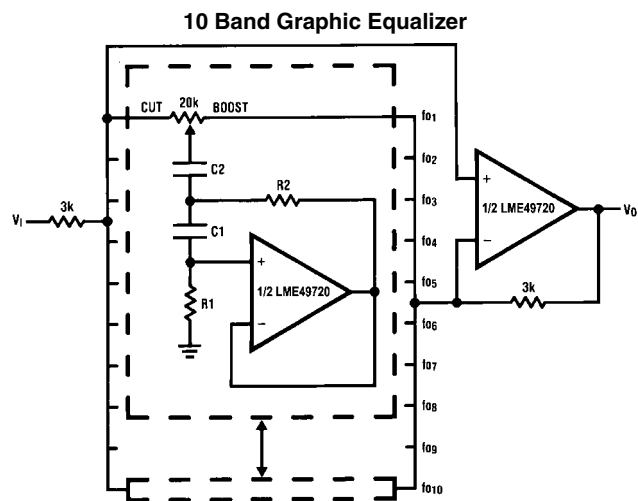 10 Band Graphic Equalizer
CUT 20k BOOST
fo1
C2
fo2
R2
fo3
3k
VI
+
1/2 LME49720
VO
C1
fo4
−
+
1/2 LME49720
fo5
R1
−
3k
fo6
fo7
fo8
fo9
fo10